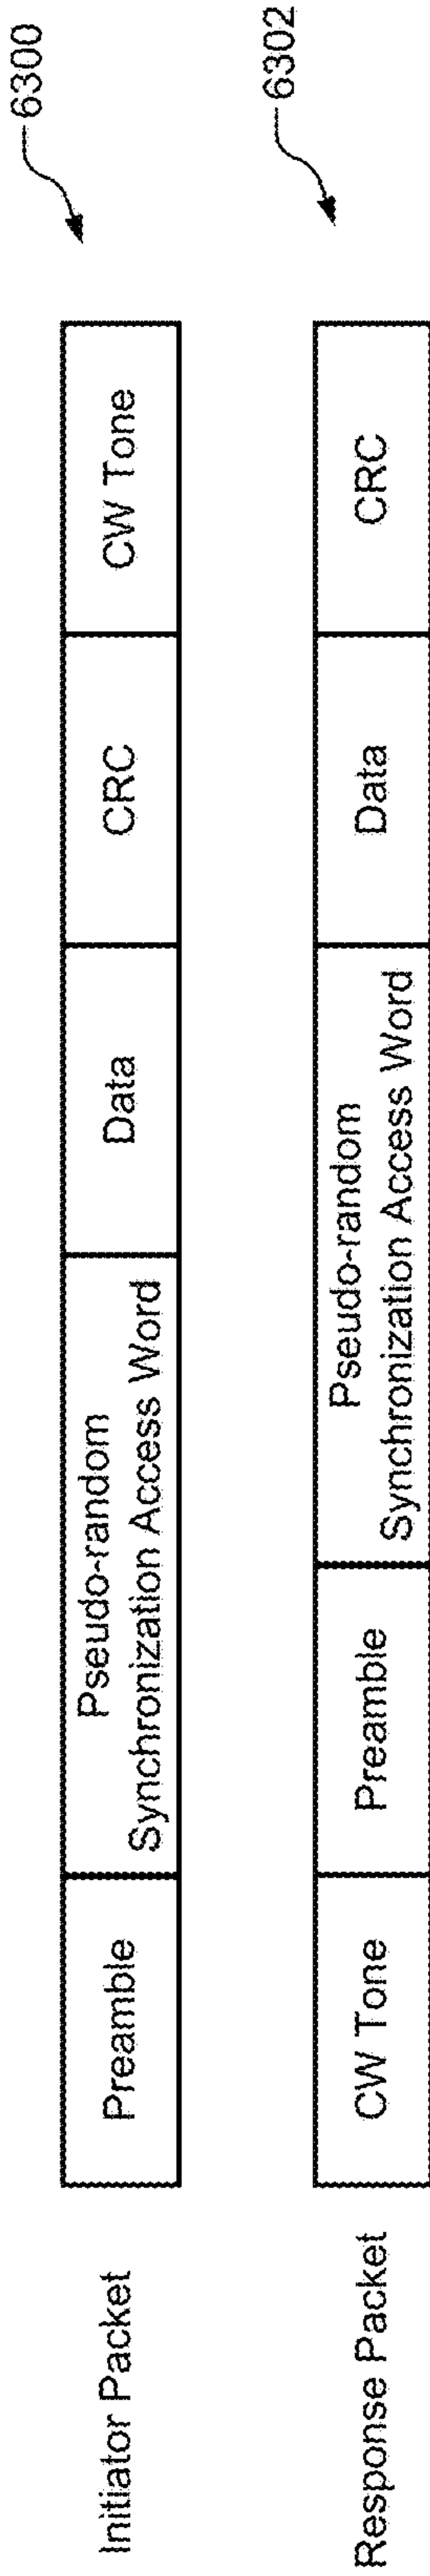 Initiator Packet
Preamble
Pseudo-random
Synchronization Access Word
Data
CRC
CW Tone
6300
Response Packet
CW Tone
Preamble
Pseudo-random
Synchronization Access Word
Data
CRC
6302